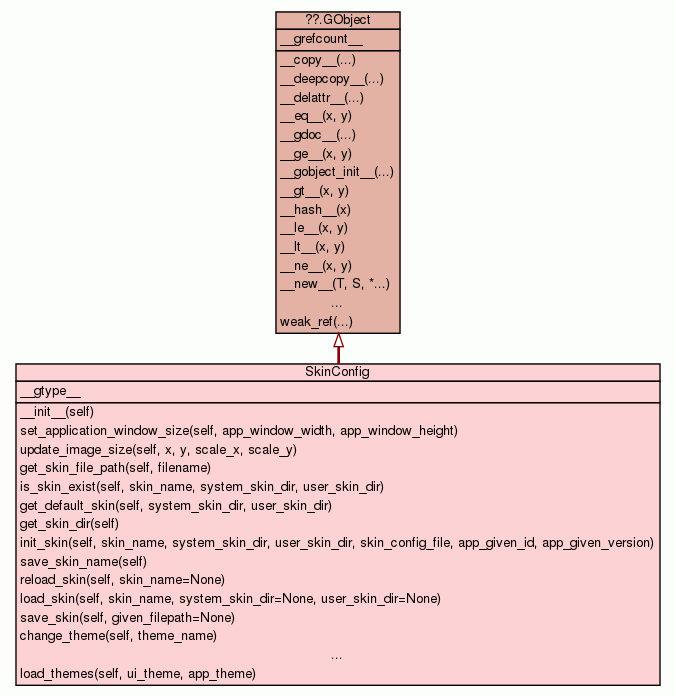 ??.GObject
__grefcount__
__copy__(...)
__deepcopy__(...)
__delattr__(...)
__eq__(x, y)
__gdoc__(...)
__ge__(x, y)
__gobject_init__(...)
__gt__(x, y)
__hash__(x)
__le__(x, y)
__lt__(x, y)
__ne__(x, y)
__new__(T, S, *...)
...
weak_ref(...)
SkinConfig
__gtype__
__init__(self)
set_application_window_size(self, app_window_width, app_window_height)
update_image_size(self, x, y, scale_x, scale_y)
get_skin_file_path(self, filename)
is_skin_exist(self, skin_name, system_skin_dir, user_skin_dir)
get_default_skin(self, system_skin_dir, user_skin_dir)
get_skin_dir(self)
init_skin(self, skin_name, system_skin_dir, user_skin_dir, skin_config_file, app_given_id, app_given_version)
save_skin_name(self)
reload_skin(self, skin_name=None)
load_skin(self, skin_name, system_skin_dir=None, user_skin_dir=None)
save_skin(self, given_filepath=None)
change_theme(self, theme_name)
...
load_themes(self, ui_theme, app_theme)